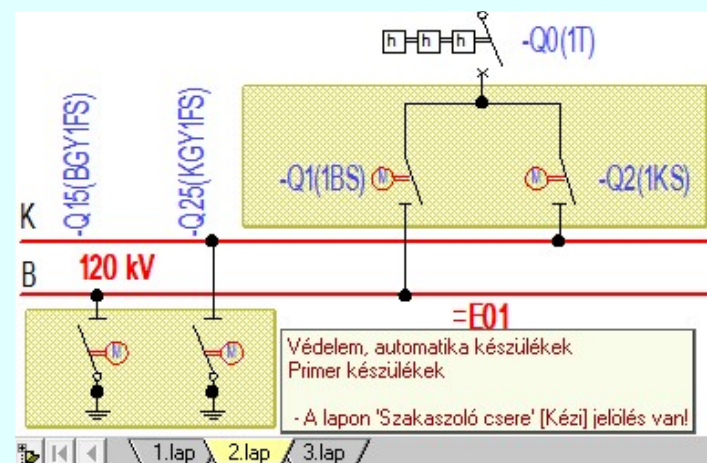 h h h -Q0(1T)
-Q15(BGY1FS)
-Q25(KGY1FS)
-Q1(1BS) M M -Q2(1KS)
K
B 120 kV
=E01
M M
Védelem, automatika készülékek
Primer készülékek
- A lapon 'Szakaszoló csere' [Kézi] jelölés van!
1.lap 2.lap 3.lap